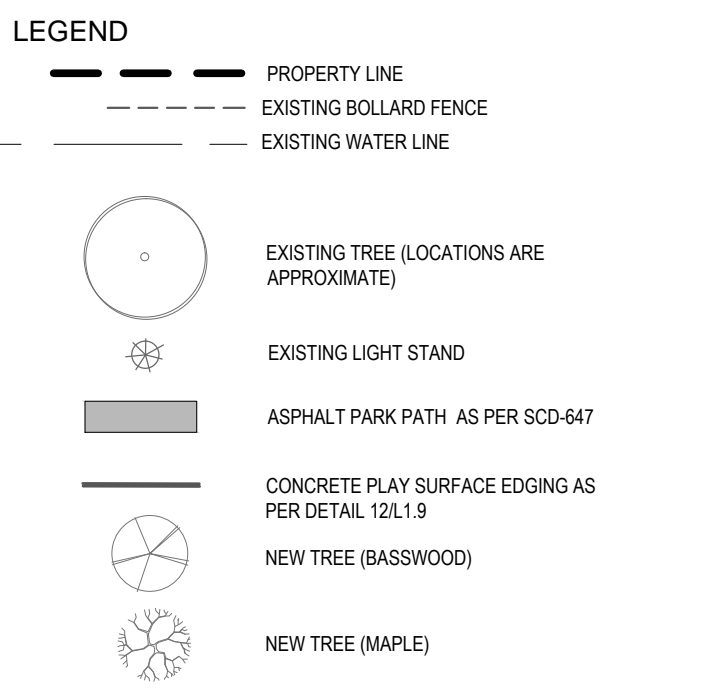 LEGEND
PROPERTY LINE
EXISTING BOLLARD FENCE
EXISTING WATER LINE
EXISTING TREE (LOCATIONS ARE
APPROXIMATE)
EXISTING LIGHT STAND
ASPHALT PARK PATH  AS PER SCD-647
CONCRETE PLAY SURFACE EDGING AS
PER DETAIL 12/L1.9
NEW TREE (BASSWOOD)
NEW TREE (MAPLE)